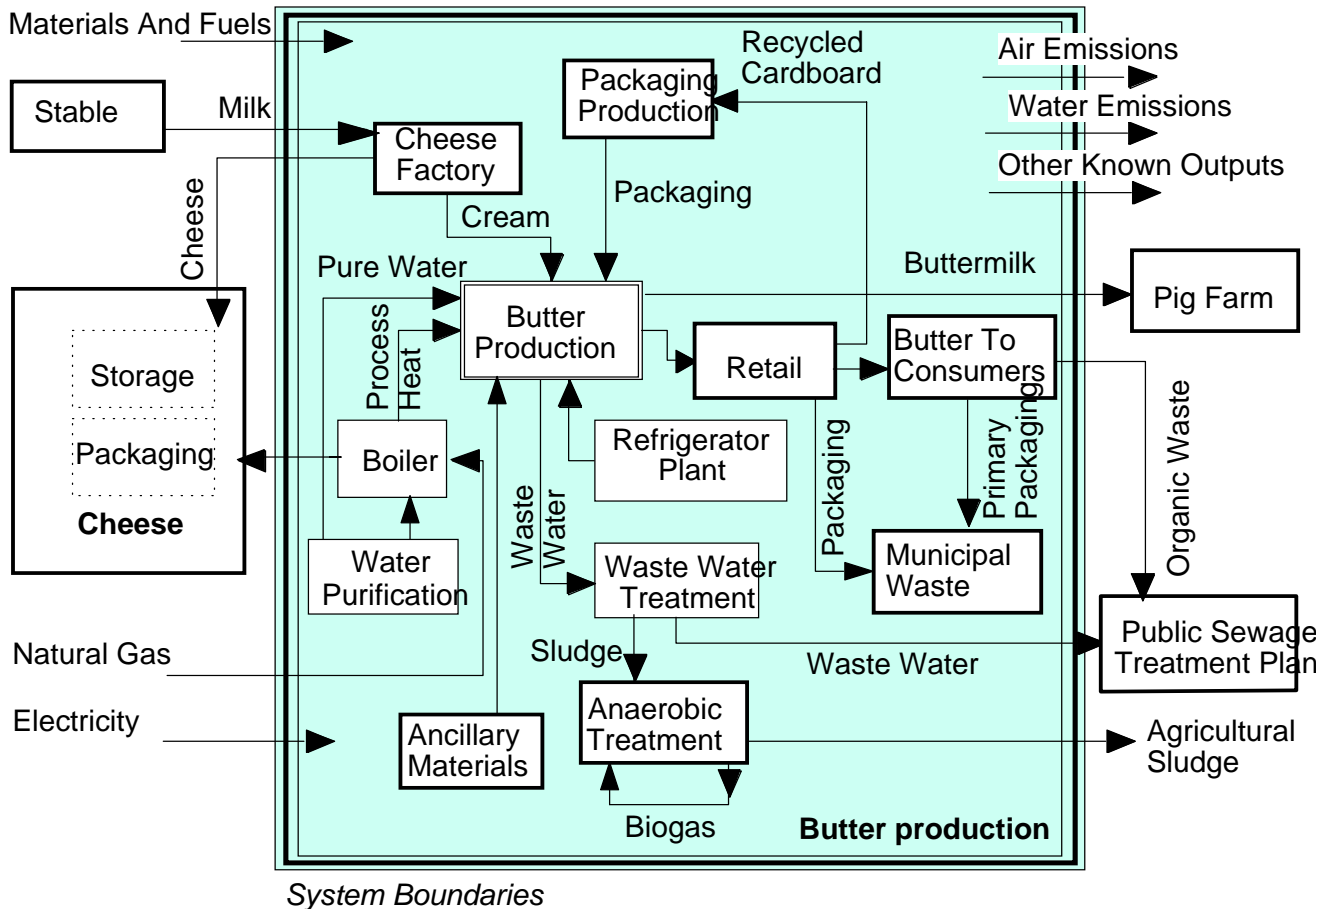 Materials And Fuels
Recycled
Cardboard
Air Emissions
Packaging
Production
Stable
Milk
Water Emissions
Cheese
Factory
Other Known Outputs
Packaging
Cheese
Cream
Pure Water
Buttermilk
Pig Farm
Butter
Production
Process
Heat
Retail
Butter To
Consumers
Storage
Packaging
Cheese
Boiler
Refrigerator
Plant
Packaging
Primary
Packaging
Organic Waste
Waste
Water
Water
Purification
Waste Water
Treatment
Municipal
Waste
Public Sewage
Treatment Plan
Natural Gas
Sludge
Waste Water
Electricity
Ancillary
Materials
Anaerobic
Treatment
Agricultural
Sludge
Biogas
Butter production
System Boundaries